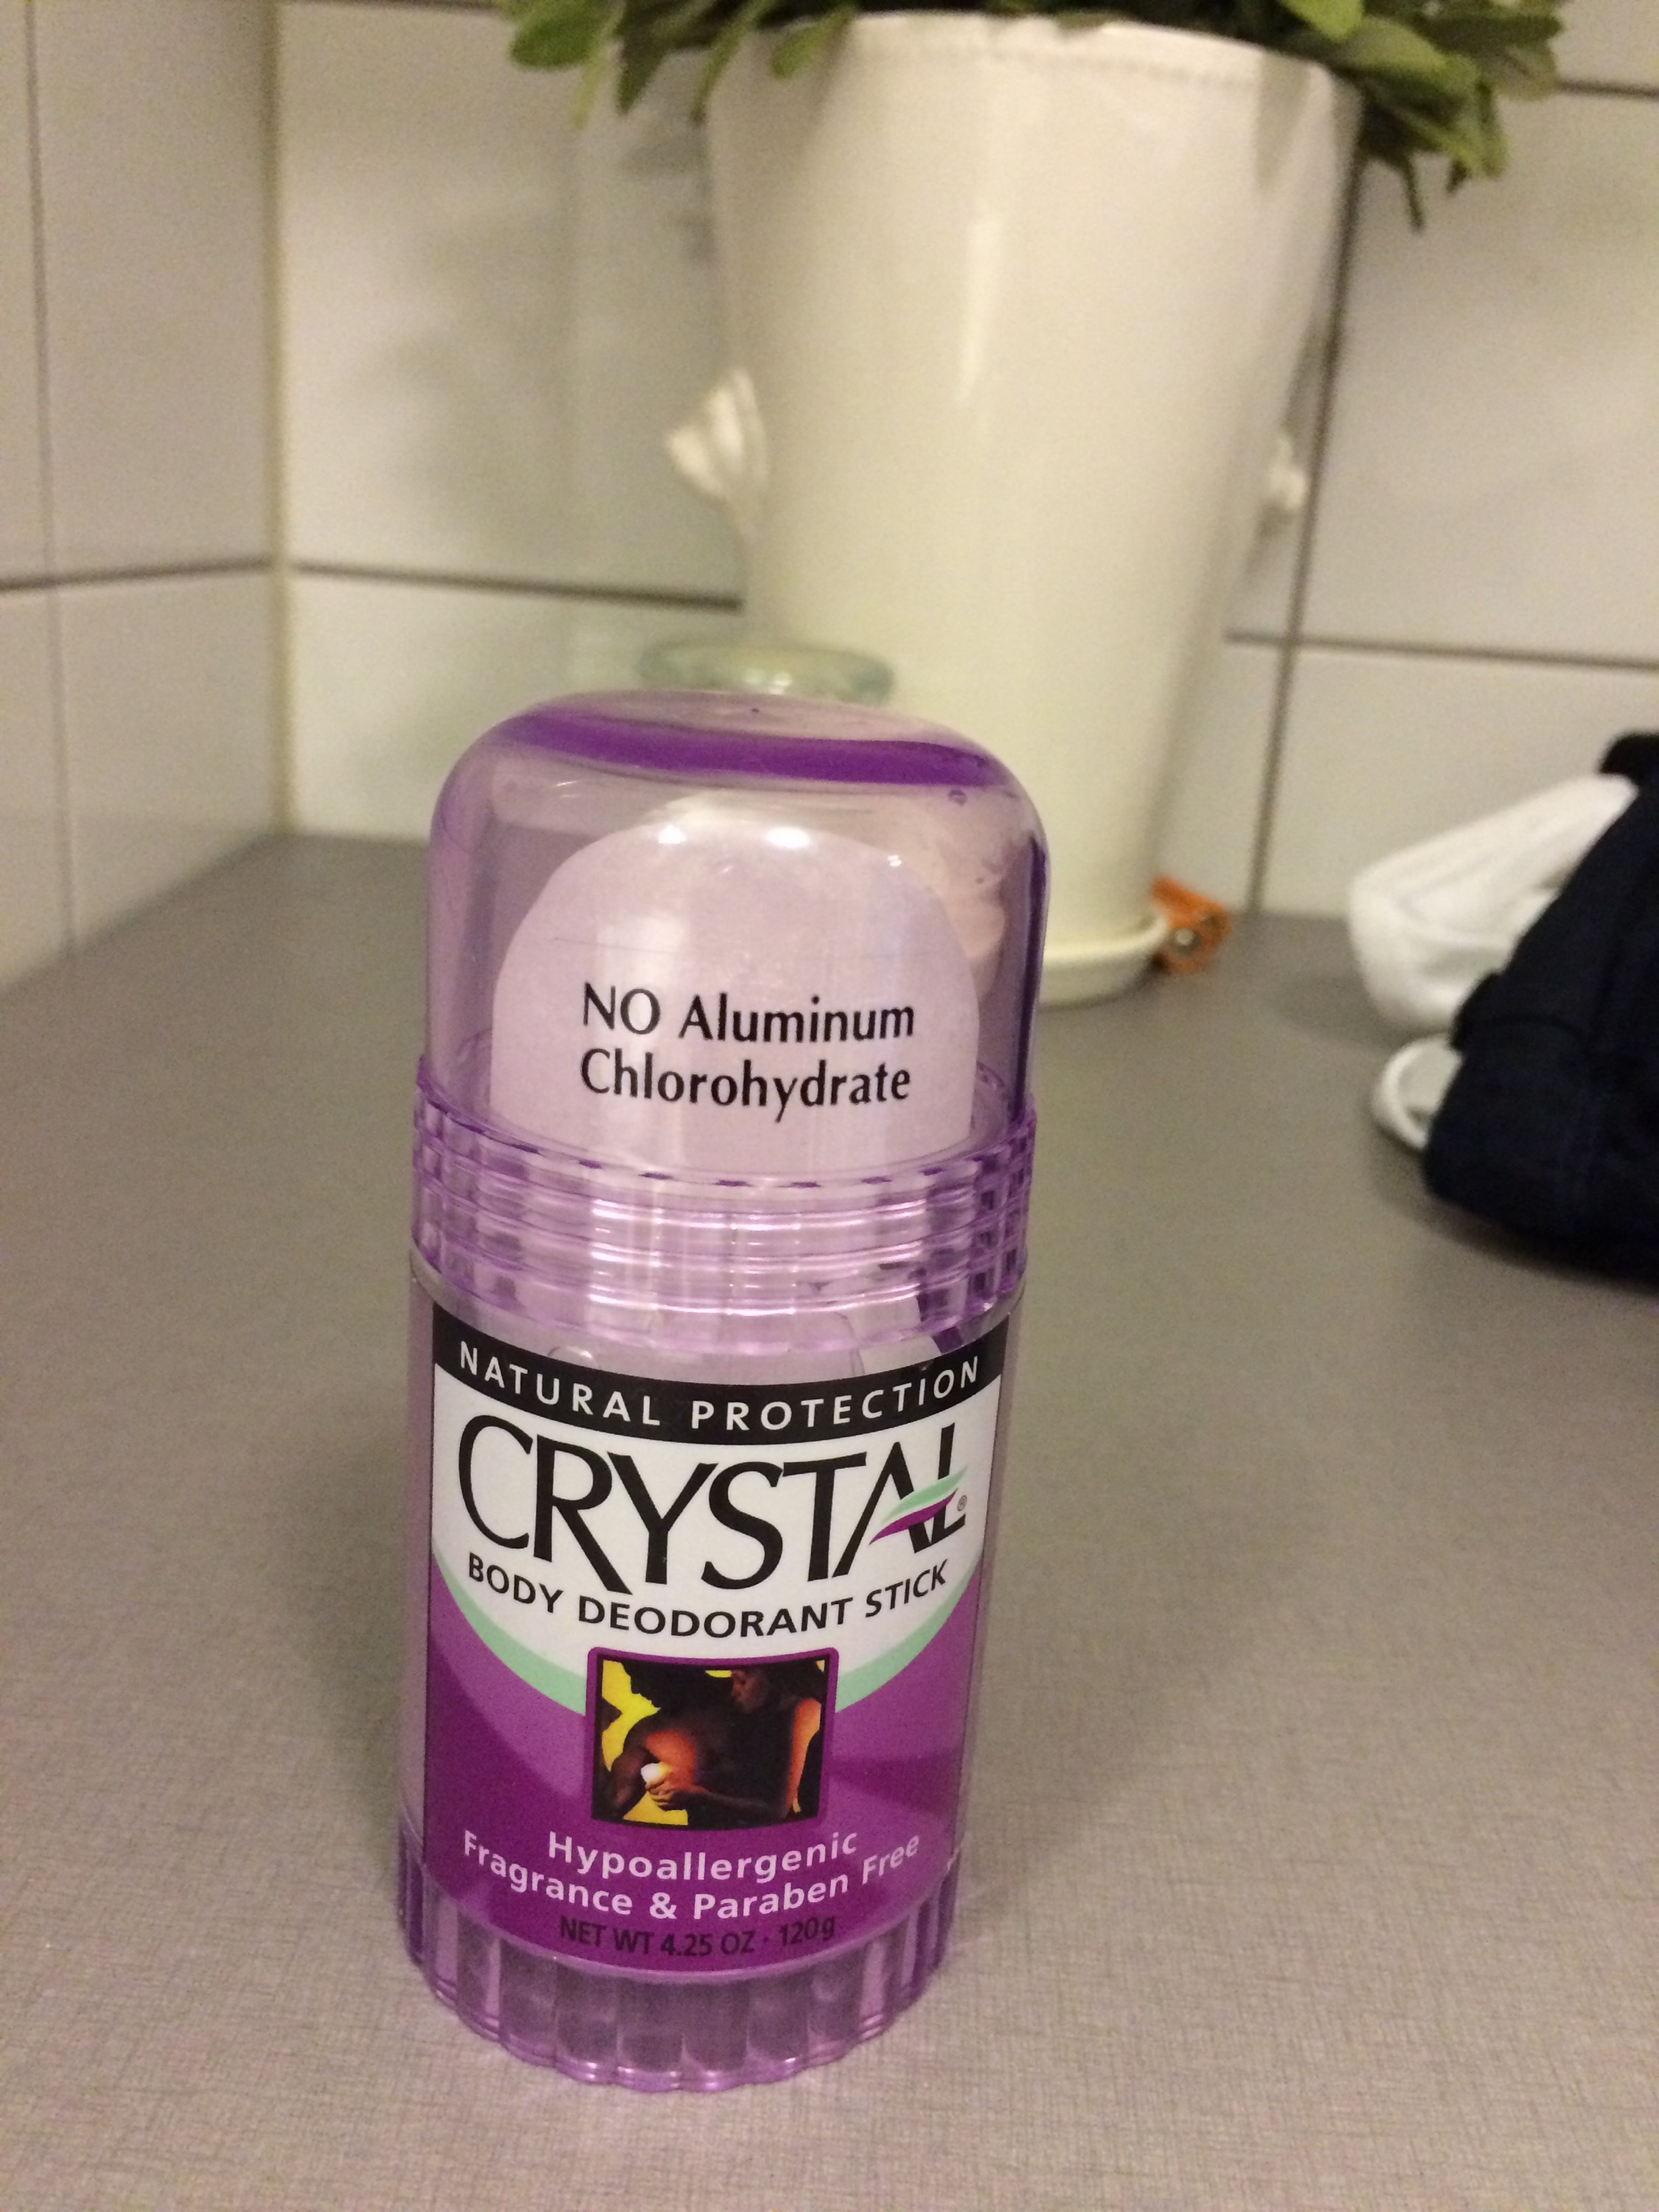 NO Aluminum
Chlorohydrate
NATURAL PROTECTION
CRYSTAL®
BODY DEODORANT STICK
Hypoallergenic
Fragrance & Paraben Free
NET WT 4.25 OZ · 120g